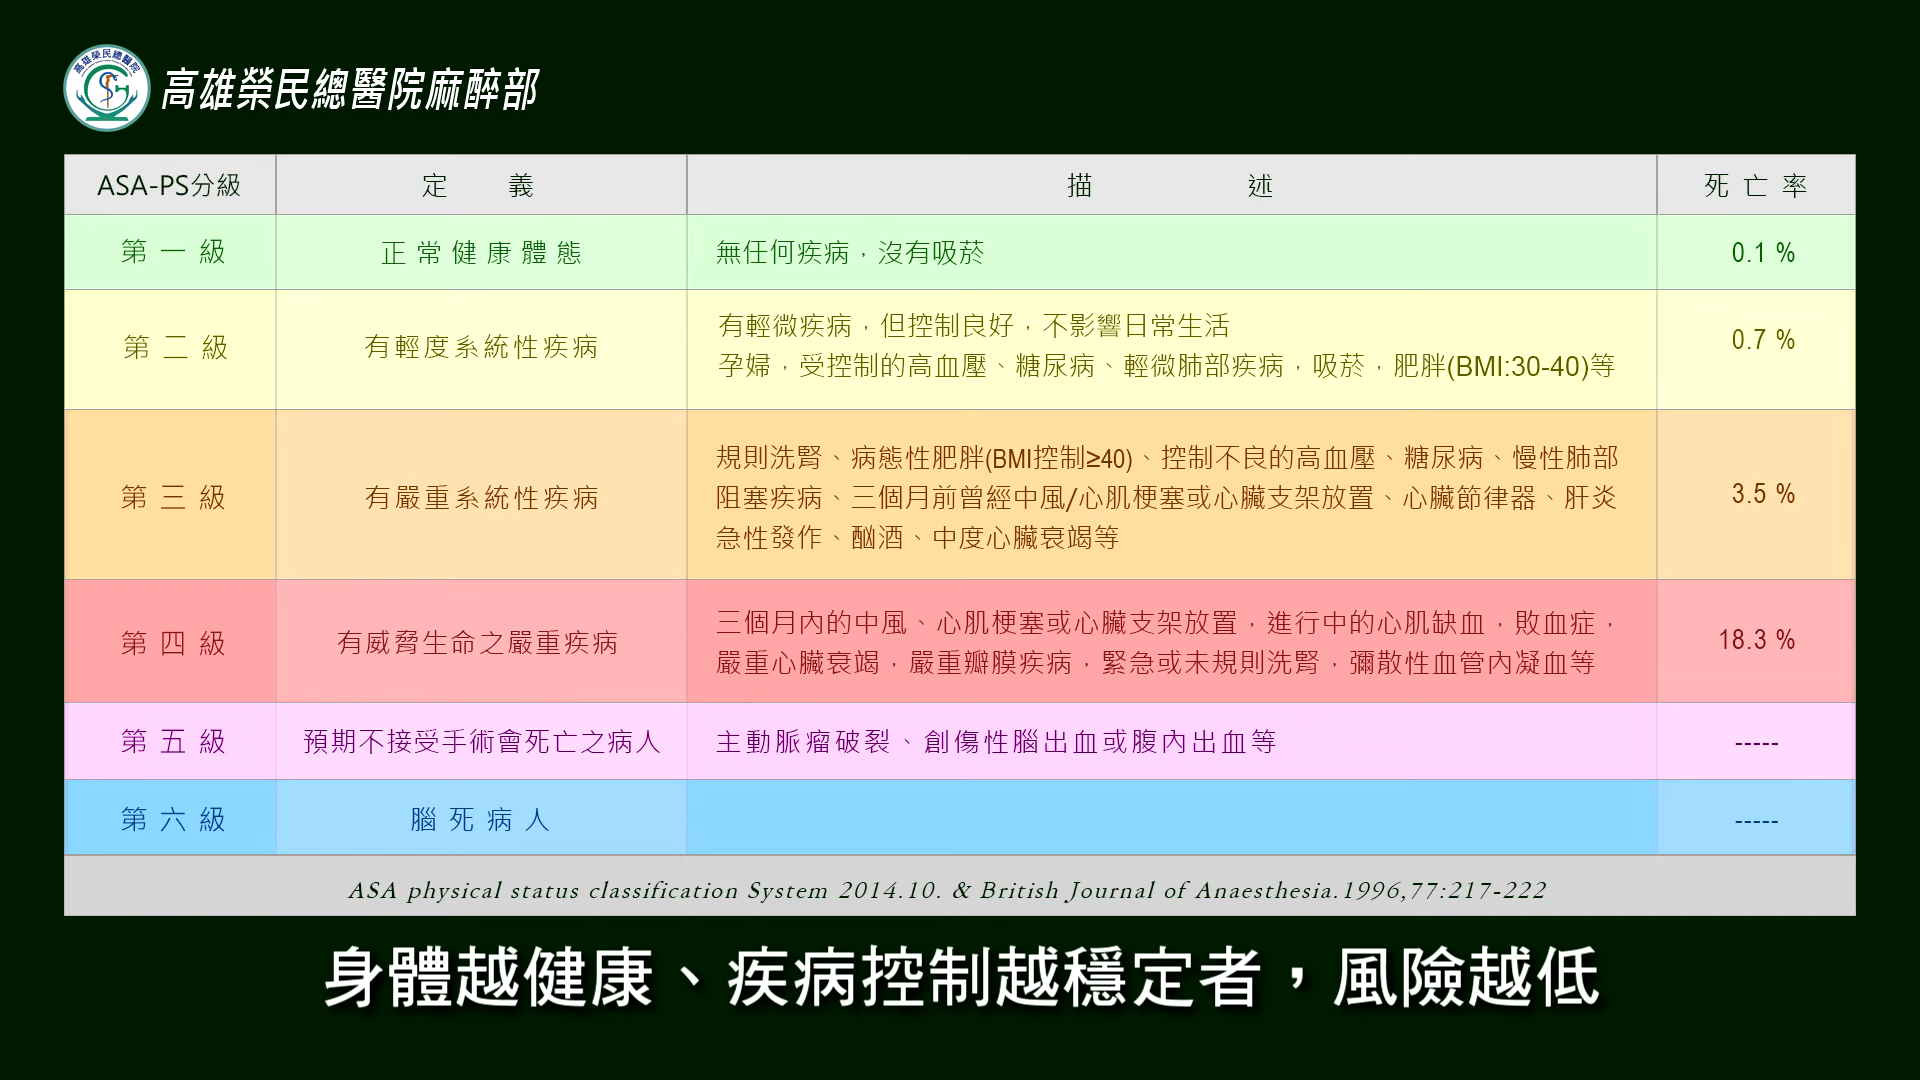 高雄榮民總醫院
高雄榮民總醫院麻醉部
ASA-PS分級 定義 描述 死亡率
第一級 正常健康體態 無任何疾病，沒有吸菸 0.1 %
第二級 有輕度系統性疾病 有輕微疾病，但控制良好，不影響日常生活
孕婦，受控制的高血壓、糖尿病、輕微肺部疾病，吸菸，肥胖(BMI:30-40)等 0.7 %
第三級 有嚴重系統性疾病 規則洗腎、病態性肥胖(BMI控制≥40)、控制不良的高血壓、糖尿病、慢性肺部
阻塞疾病、三個月前曾經中風/心肌梗塞或心臟支架放置、心臟節律器、肝炎
急性發作、酗酒、中度心臟衰竭等 3.5 %
第四級 有威脅生命之嚴重疾病 三個月內的中風、心肌梗塞或心臟支架放置，進行中的心肌缺血，敗血症，
嚴重心臟衰竭，嚴重瓣膜疾病，緊急或未規則洗腎，彌散性血管內凝血等 18.3 %
第五級 預期不接受手術會死亡之病人 主動脈瘤破裂、創傷性腦出血或腹內出血等 -----
第六級 腦死病人 -----
ASA physical status classification System 2014.10. & British Journal of Anaesthesia.1996,77:217-222
身體越健康、疾病控制越穩定者，風險越低